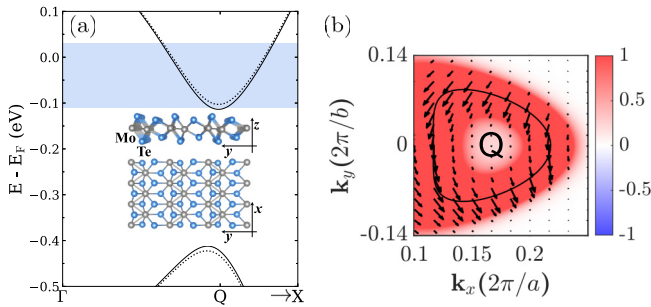 (a)
E - E_F (eV)
0.1
0.0
-0.1
-0.2
-0.3
-0.4
-0.5
Γ
Q
→X
Mo
Te
z
y
x
y
(b)
k_y(2π/b)
0.14
0
-0.14
Q
0.1
0.15
0.2
k_x(2π/a)
1
0.5
0
-0.5
-1